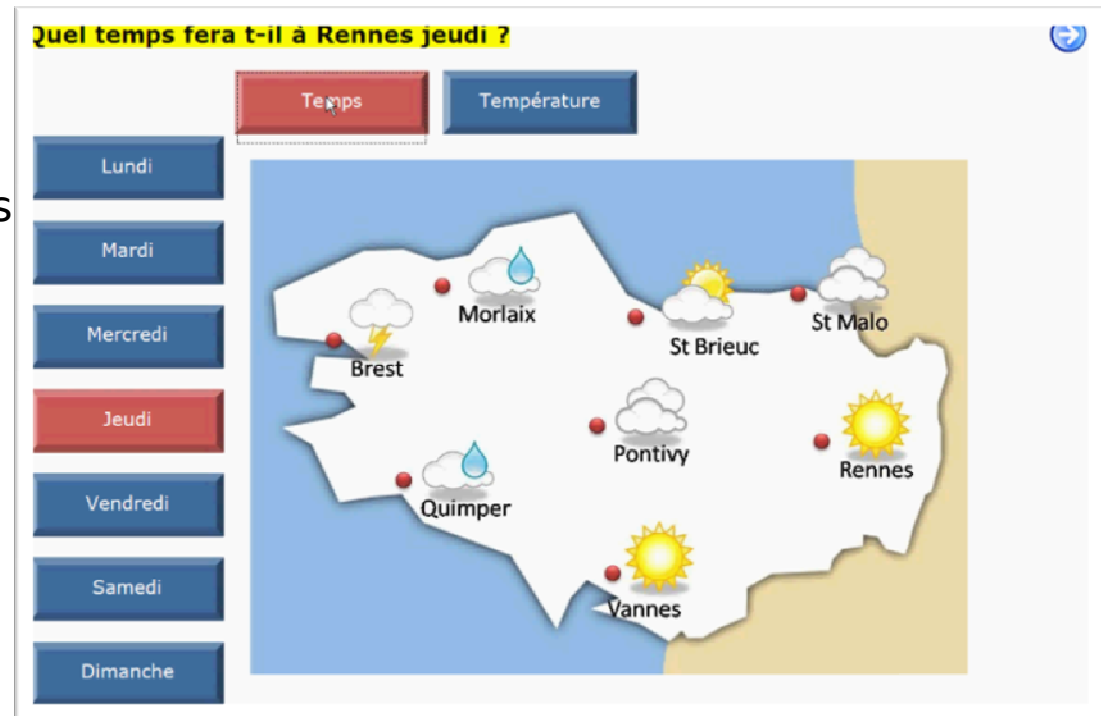 Quel temps fera t-il à Rennes jeudi ?
Temps
Température
Lundi
s
Mardi
Mercredi
Jeudi
Vendredi
Samedi
Dimanche
Morlaix
St Malo
St Brieuc
Brest
Pontivy
Rennes
Quimper
Vannes